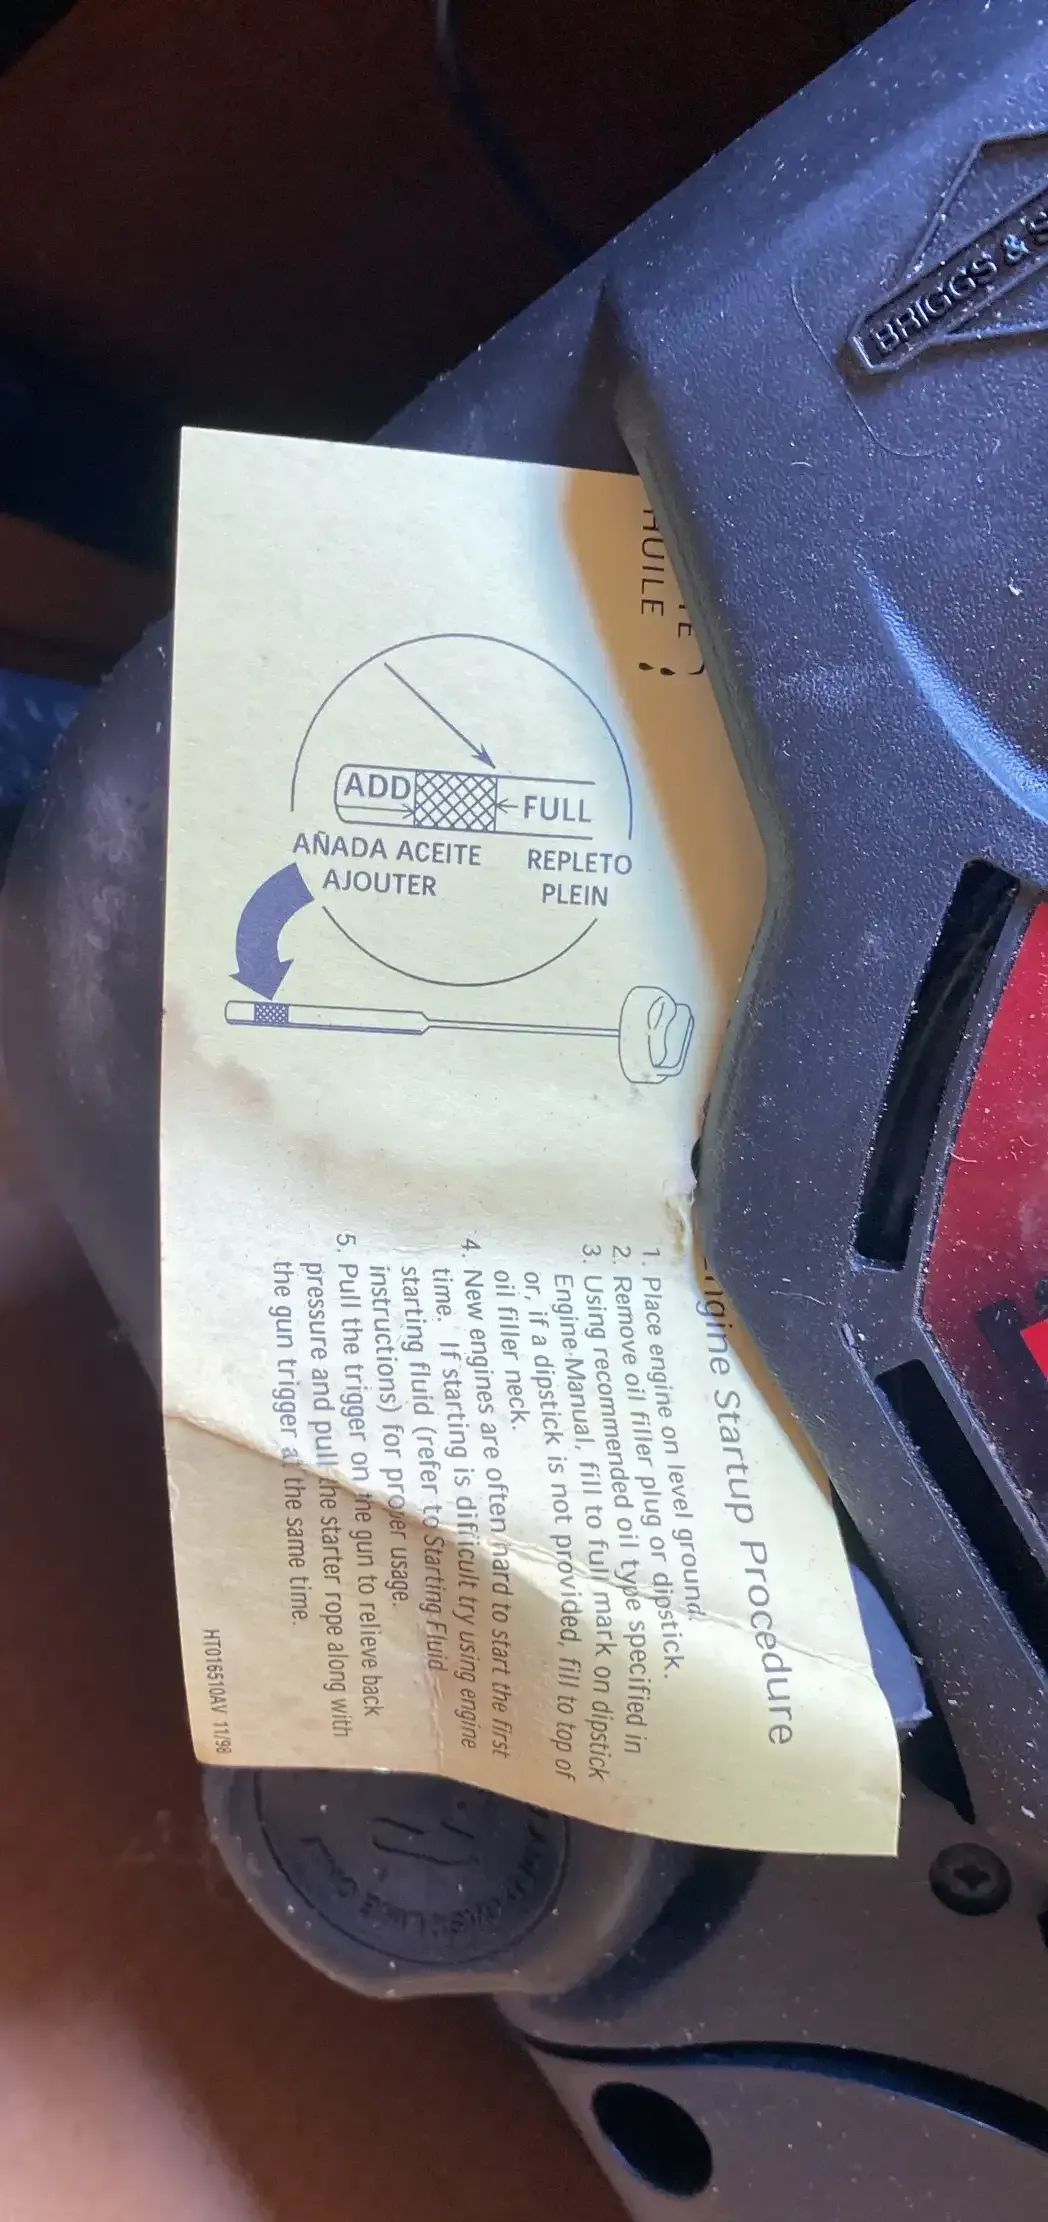 BRIGGS &
HUILE
ADD
FULL
AÑADA ACEITE
AJOUTER
REPLETO
PLEIN
Startup Procedure
1. Place engine on level ground.
2. Remove oil filler plug or dipstick.
3. Using recommended oil type specified in
Engine Manual, fill to full mark on dipstick
or, if a dipstick is not provided, fill to top of
oil filler neck.
4. New engines are often hard to start the first
time. If starting is difficult try using engine
starting fluid (refer to Starting Fluid
instructions) for proper usage.
5. Pull the trigger on the gun to relieve back
pressure and pull the starter rope along with
the gun trigger at the same time.
HT016510AV 11/98